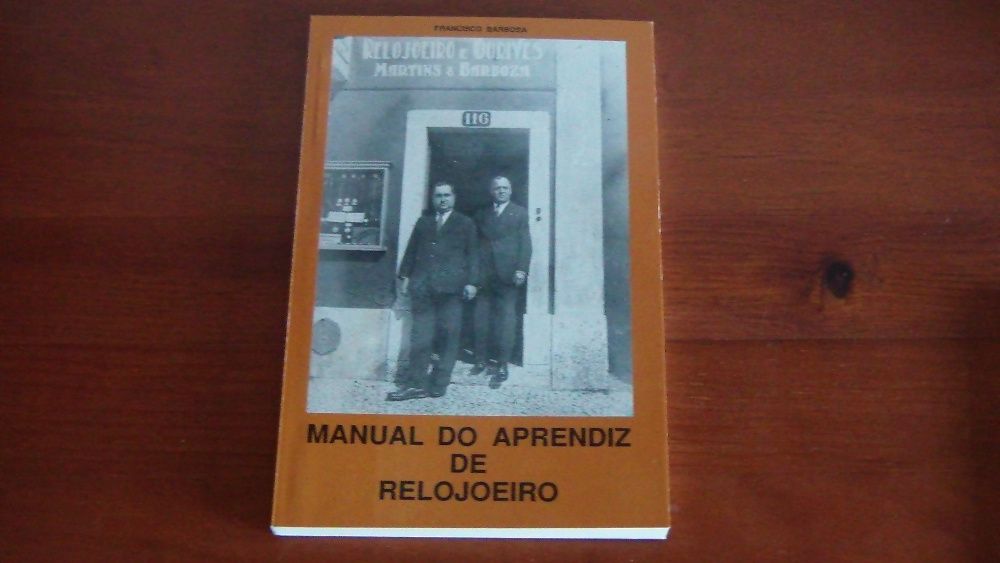 FRANCISCO BARBOSA
RELOJOEIRO E OURIVES
MARTINS & BARBOZA
116
MANUAL DO APRENDIZ
DE
RELOJOEIRO